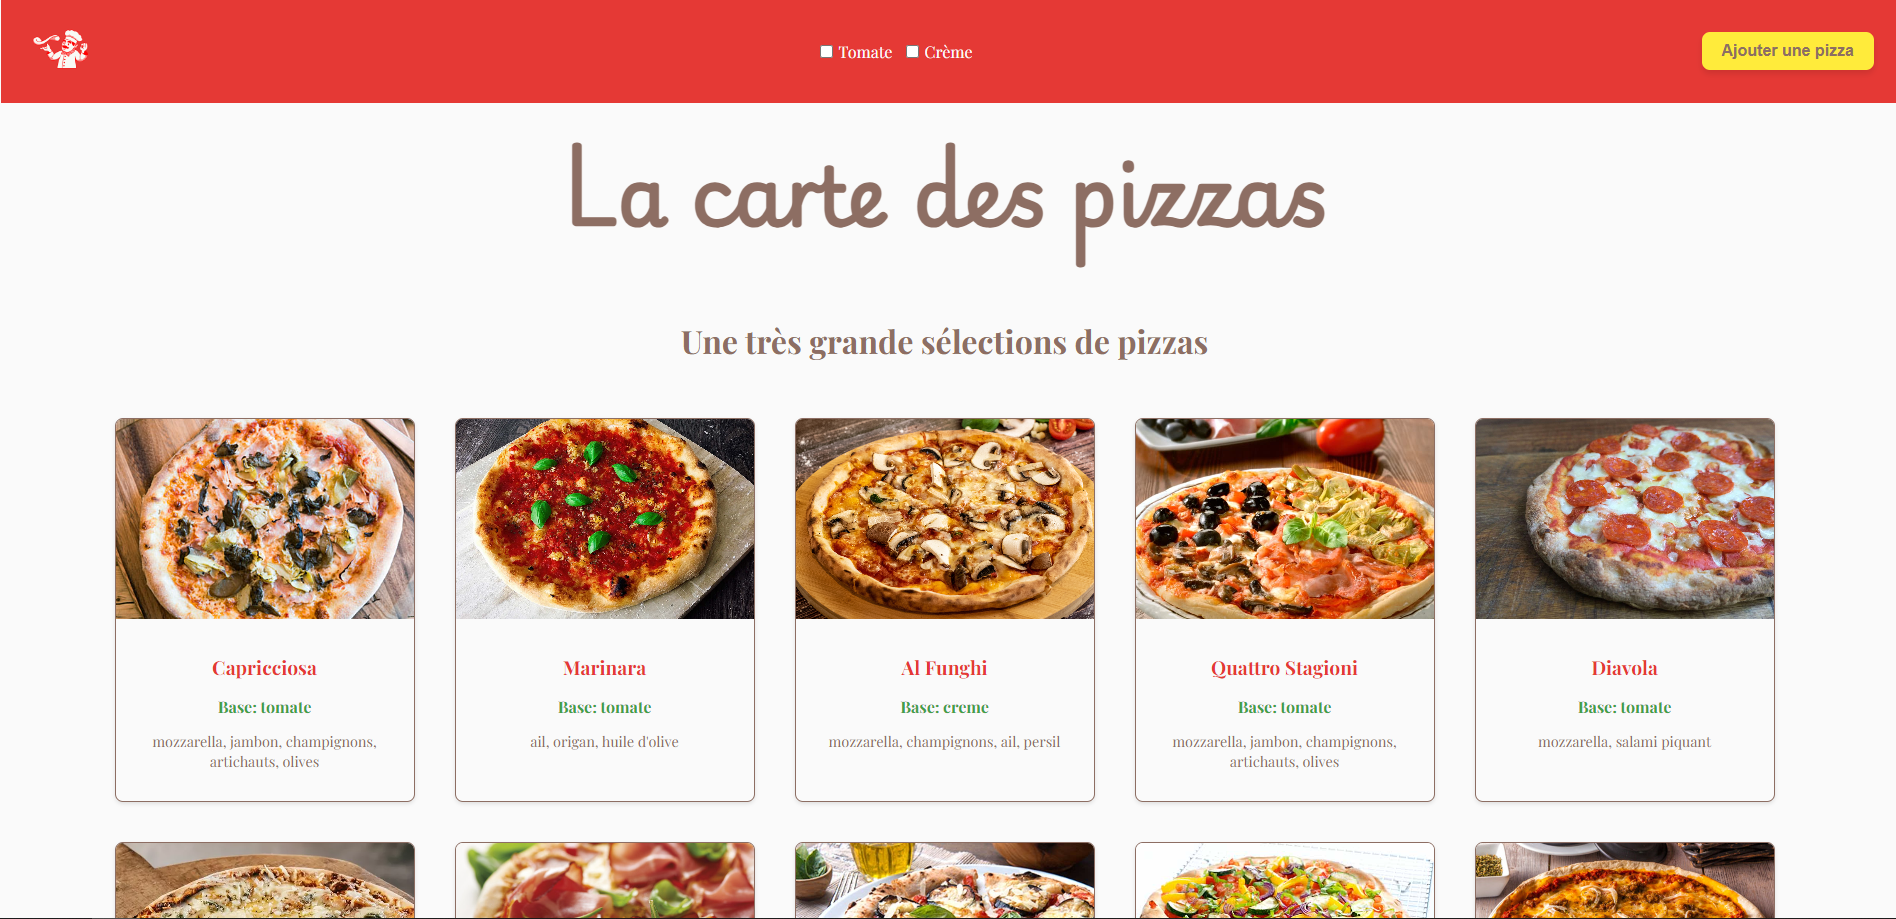 Tomate Crème Ajouter une pizza
La carte des pizzas
Une très grande sélections de pizzas
Capricciosa
Base: tomate
mozzarella, jambon, champignons,
artichauts, olives
Marinara
Base: tomate
ail, origan, huile d'olive
Al Funghi
Base: creme
mozzarella, champignons, ail, persil
Quattro Stagioni
Base: tomate
mozzarella, jambon, champignons,
artichauts, olives
Diavola
Base: tomate
mozzarella, salami piquant